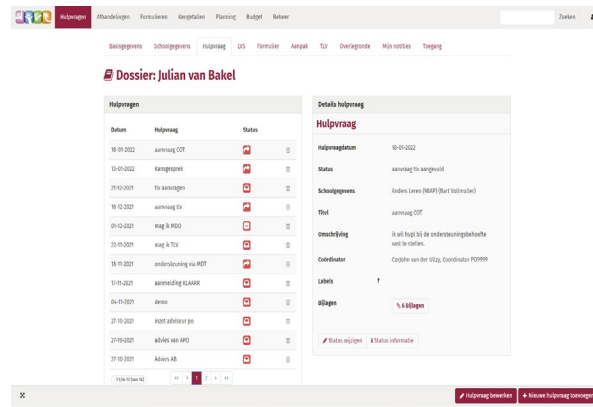 Hulpvragen Afhandelingen Formulieren Kengetallen Planning Budget Beheer Zoeken
Basisgegevens Schoolgegevens Hulpvraag LVS Formulier Aanpak TLV Overlegronde Mijn notities Toegang
Dossier: Julian van Bakel
Hulpvragen
Datum Hulpvraag Status
18-01-2022 aanvraag COT
13-01-2022 Kansgesprek
21-12-2021 tlv aanvragen
16-12-2021 aanvraag tlv
01-12-2021 mag ik MDO
22-11-2021 mag ik TLV
18-11-2021 ondersteuning via MDT
17-11-2021 aanmelding KLAARR
04-11-2021 demo
27-10-2021 inzet adviseur po
27-10-2021 advies van APO
27-10-2021 Advies AB
1 2
Details hulpvraag
Hulpvraag
Hulpvraagdatum 18-01-2022
Status aanvraag tlv aangevuld
Schoolgegevens Anders Leren (98AP) (Bart Vollmuller)
Titel aanvraag COT
Omschrijving ik wil hupl bij de ondersteuningsbehoefte
vast te stellen.
Coördinator Corjohn van der Uitzy, Coordinator PO9999
Labels ?
Bijlagen 6 Bijlagen
Status wijzigen Status informatie
Hulpvraag bewerken + Nieuwe hulpvraag toevoegen